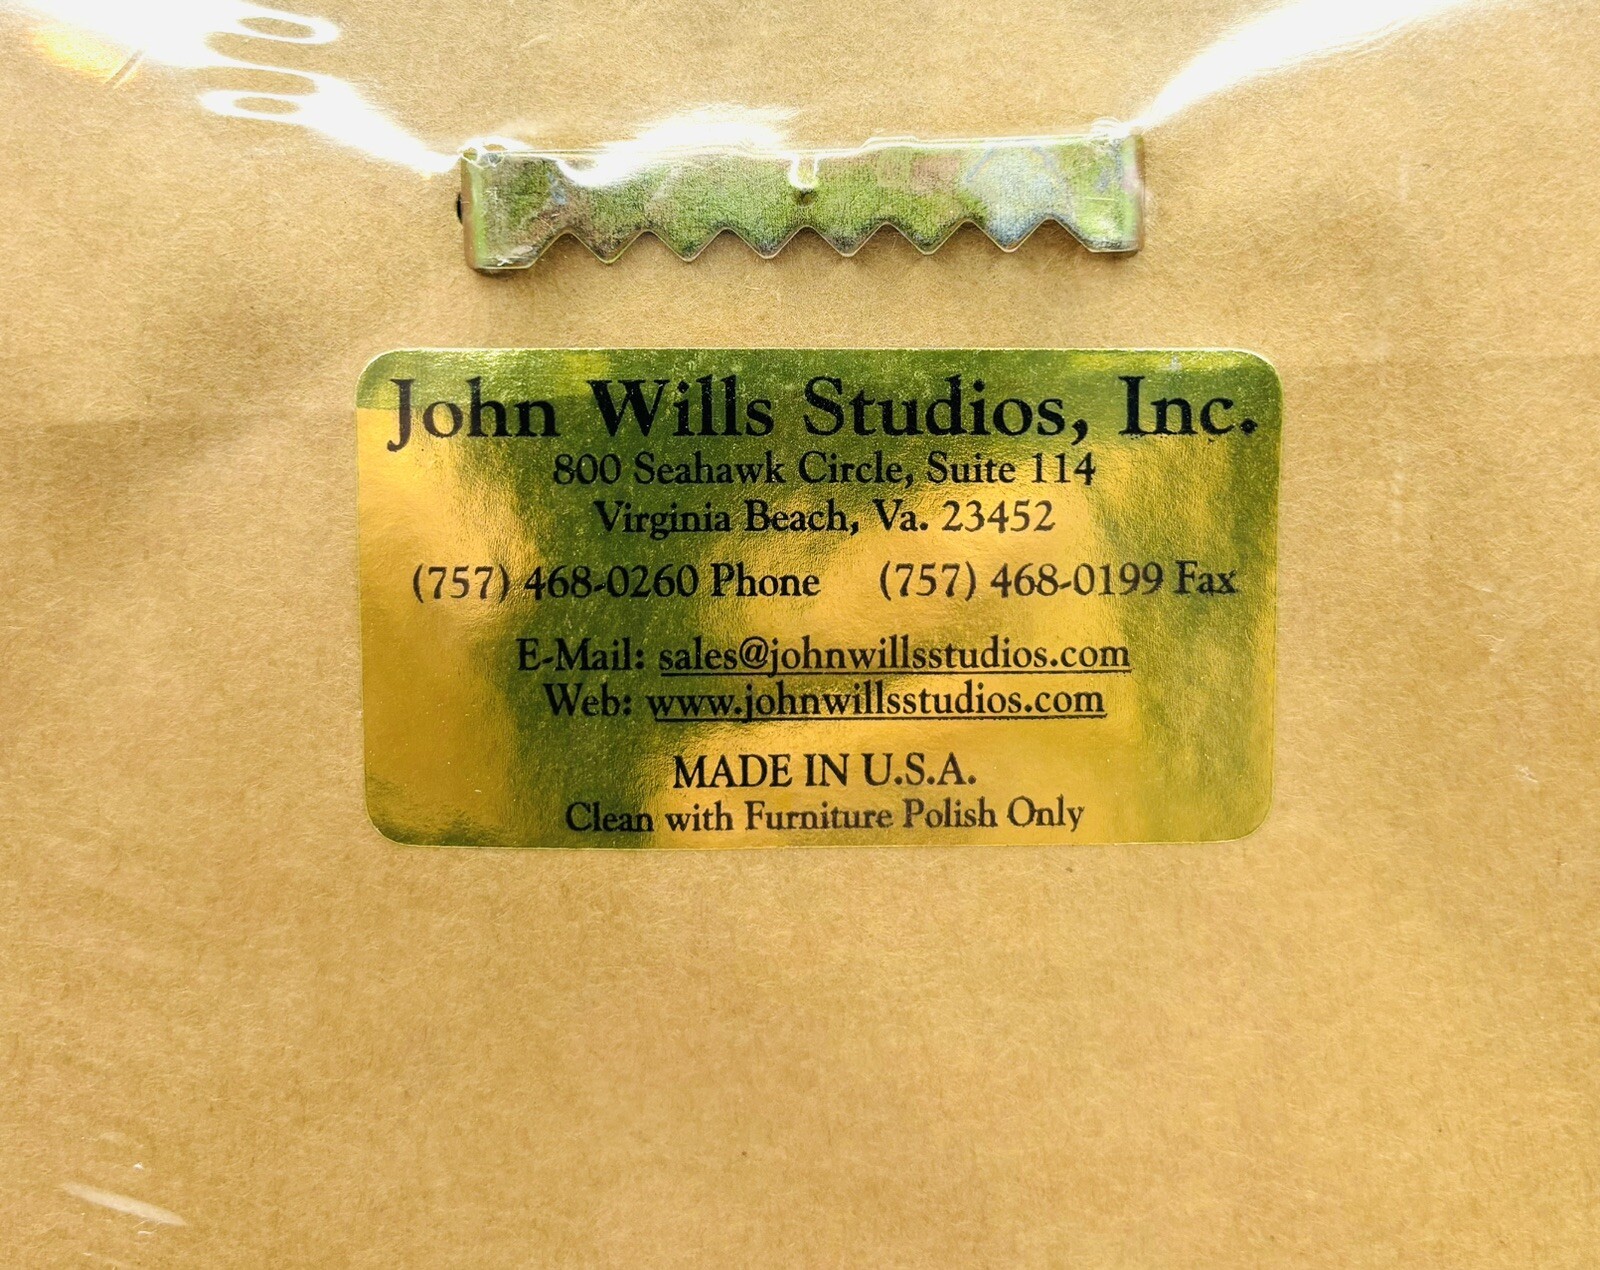 John Wills Studios, Inc.
800 Seahawk Circle, Suite 114
Virginia Beach, Va. 23452
(757) 468-0260 Phone (757) 468-0199 Fax
E-Mail: sales@johnwillsstudios.com
Web: www.johnwillsstudios.com
MADE IN U.S.A.
Clean with Furniture Polish Only